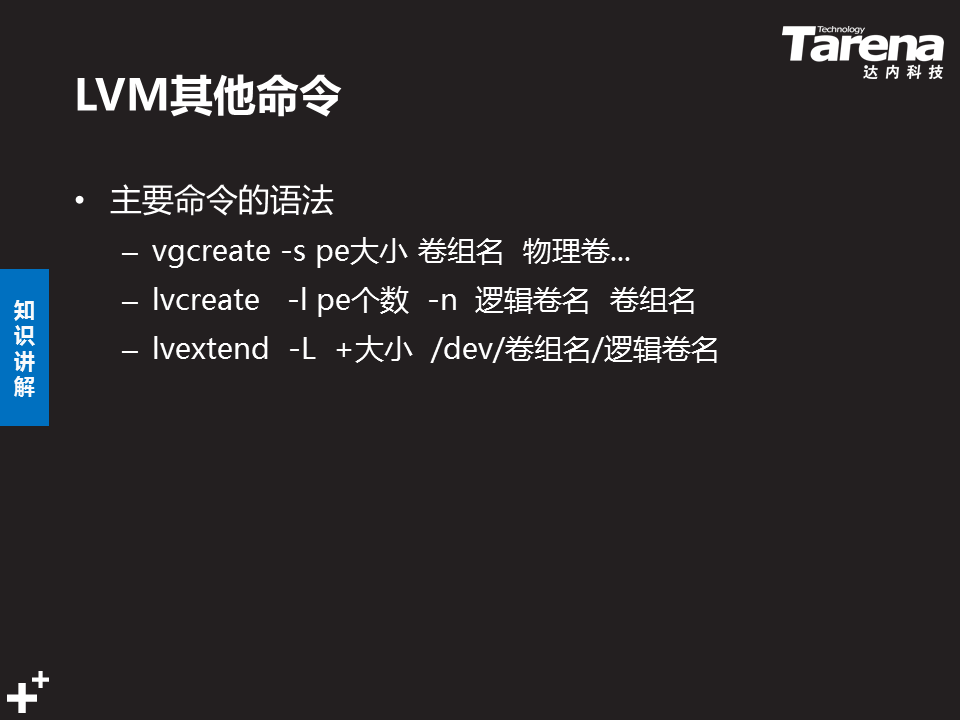 Technology
Tarena
达内科技
LVM其他命令
• 主要命令的语法
– vgcreate -s pe大小 卷组名 物理卷...
– lvcreate -l pe个数 -n 逻辑卷名 卷组名
– lvextend -L +大小 /dev/卷组名/逻辑卷名
知识讲解